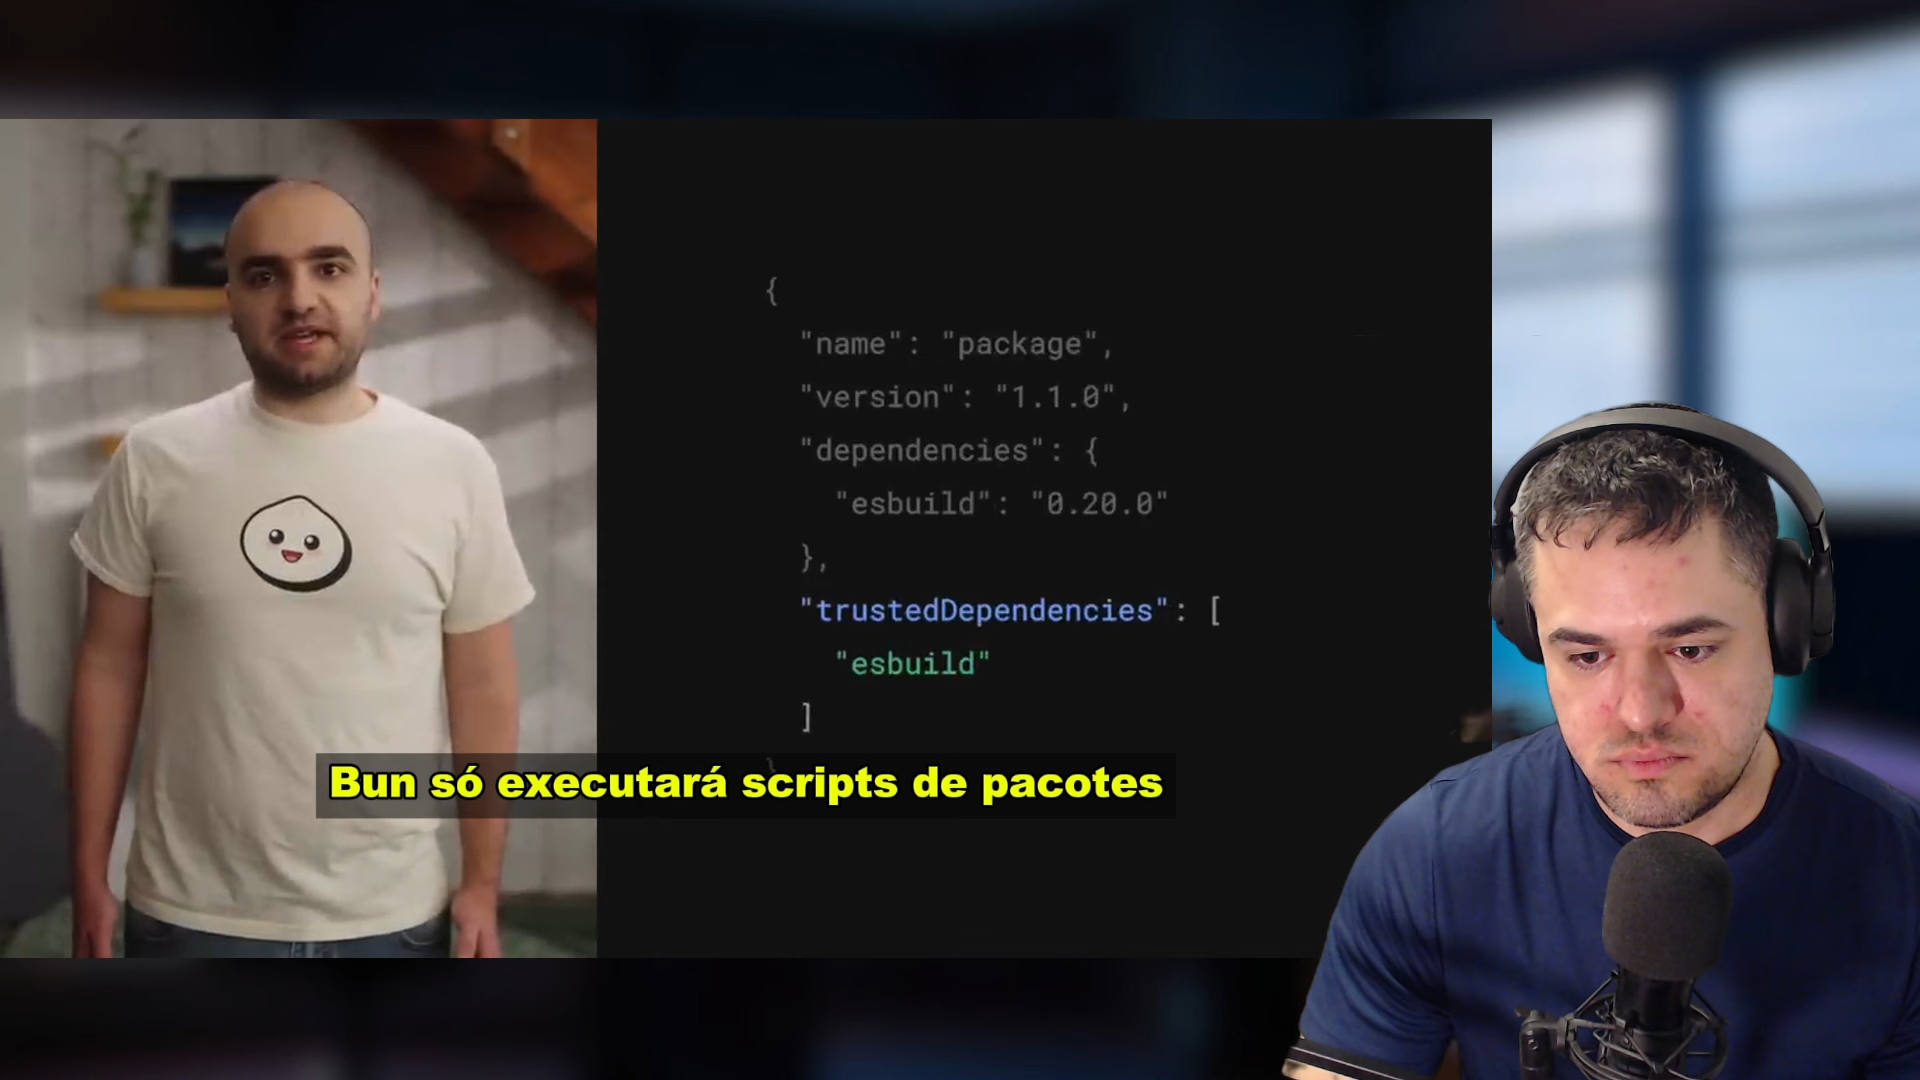 {
"name": "package",
"version": "1.1.0",
"dependencies": {
"esbuild": "0.20.0"
},
"trustedDependencies": [
"esbuild"
]
}
Bun só executará scripts de pacotes